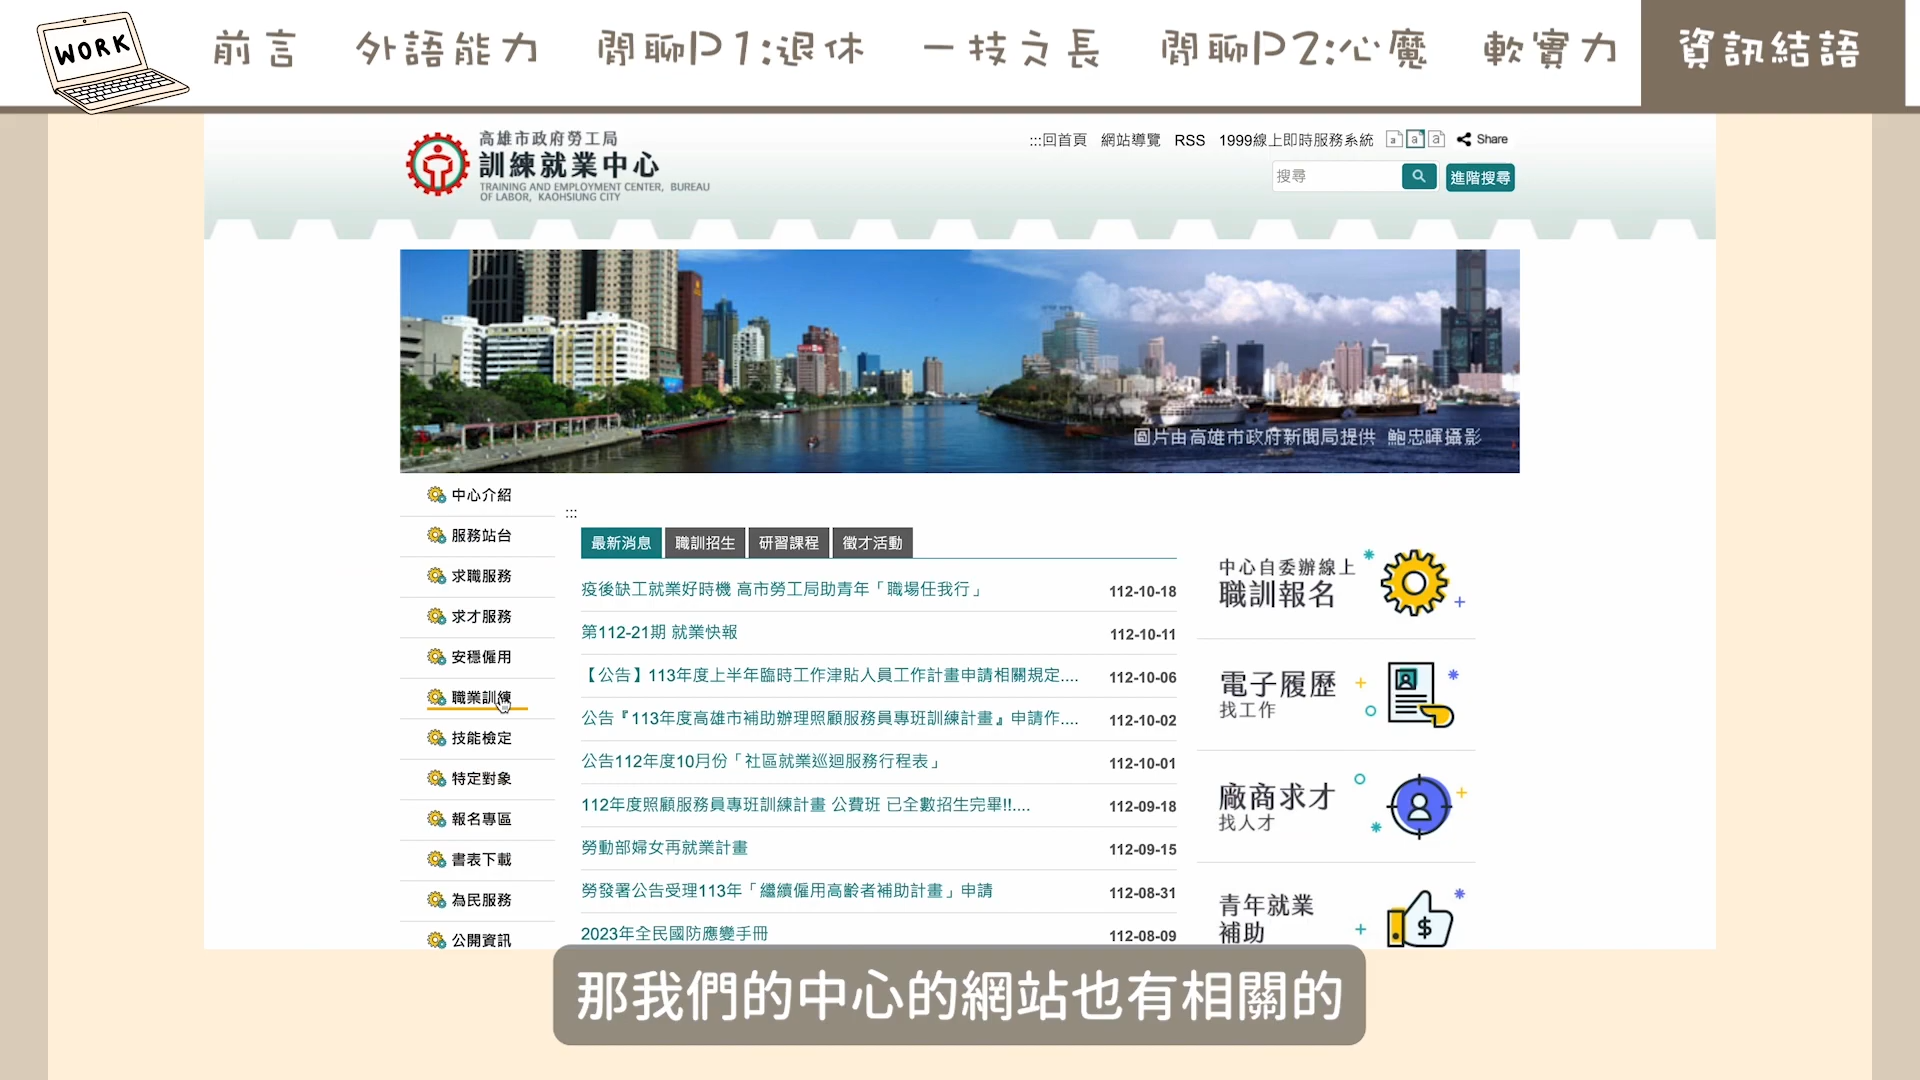 WORK
前言
外語能力
閒聊P1:退休
一技之長
閒聊P2:心魔
軟實力
資訊結語
高雄市政府勞工局
訓練就業中心
TRAINING AND EMPLOYMENT CENTER, BUREAU
OF LABOR, KAOHSIUNG CITY
:::回首頁 網站導覽 RSS 1999線上即時服務系統 a a a Share
搜尋
進階搜尋
圖片由高雄市政府新聞局提供 鮑忠暉攝影
中心介紹
服務站台
求職服務
求才服務
安穩僱用
職業訓練
技能檢定
特定對象
報名專區
書表下載
為民服務
公開資訊
:::
最新消息 職訓招生 研習課程 徵才活動
疫後缺工就業好時機 高市勞工局助青年「職場任我行」 112-10-18
第112-21期 就業快報 112-10-11
【公告】113年度上半年臨時工作津貼人員工作計畫申請相關規定.... 112-10-06
公告『113年度高雄市補助辦理照顧服務員專班訓練計畫』申請作.... 112-10-02
公告112年度10月份「社區就業巡迴服務行程表」 112-10-01
112年度照顧服務員專班訓練計畫 公費班 已全數招生完畢!!.... 112-09-18
勞動部婦女再就業計畫 112-09-15
勞發署公告受理113年「繼續僱用高齡者補助計畫」申請 112-08-31
2023年全民國防應變手冊 112-08-09
中心自委辦線上
職訓報名
電子履歷
找工作
廠商求才
找人才
青年就業
補助
$
那我們的中心的網站也有相關的